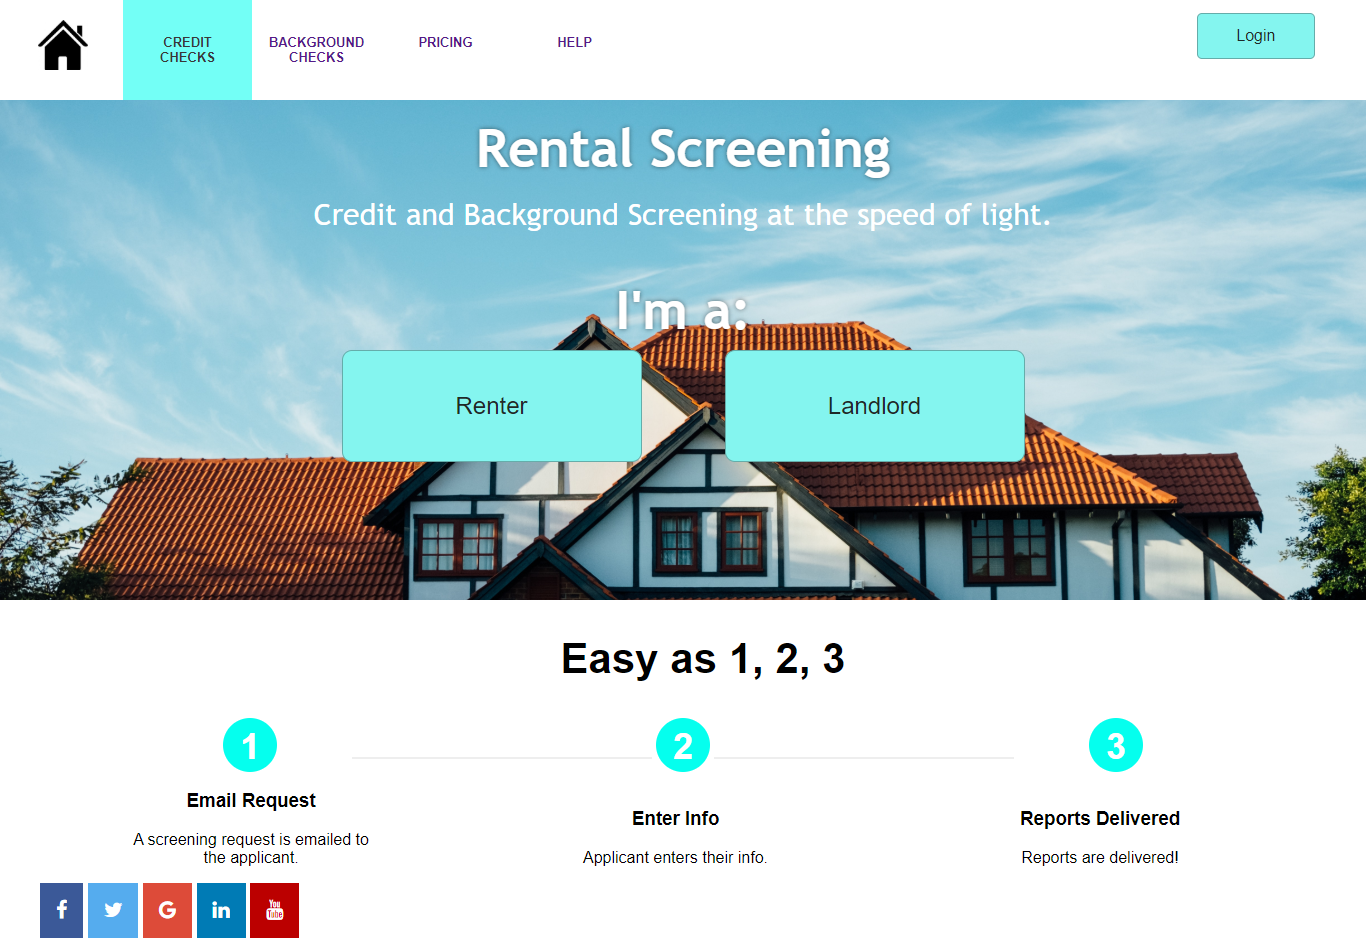 CREDIT
CHECKS
BACKGROUND
CHECKS
PRICING
HELP
Login
Rental Screening
Credit and Background Screening at the speed of light.
I'm a:
Renter
Landlord
Easy as 1, 2, 3
1
2
3
Email Request
Enter Info
Reports Delivered
A screening request is emailed to
the applicant.
Applicant enters their info.
Reports are delivered!
f
G
in
You
Tube